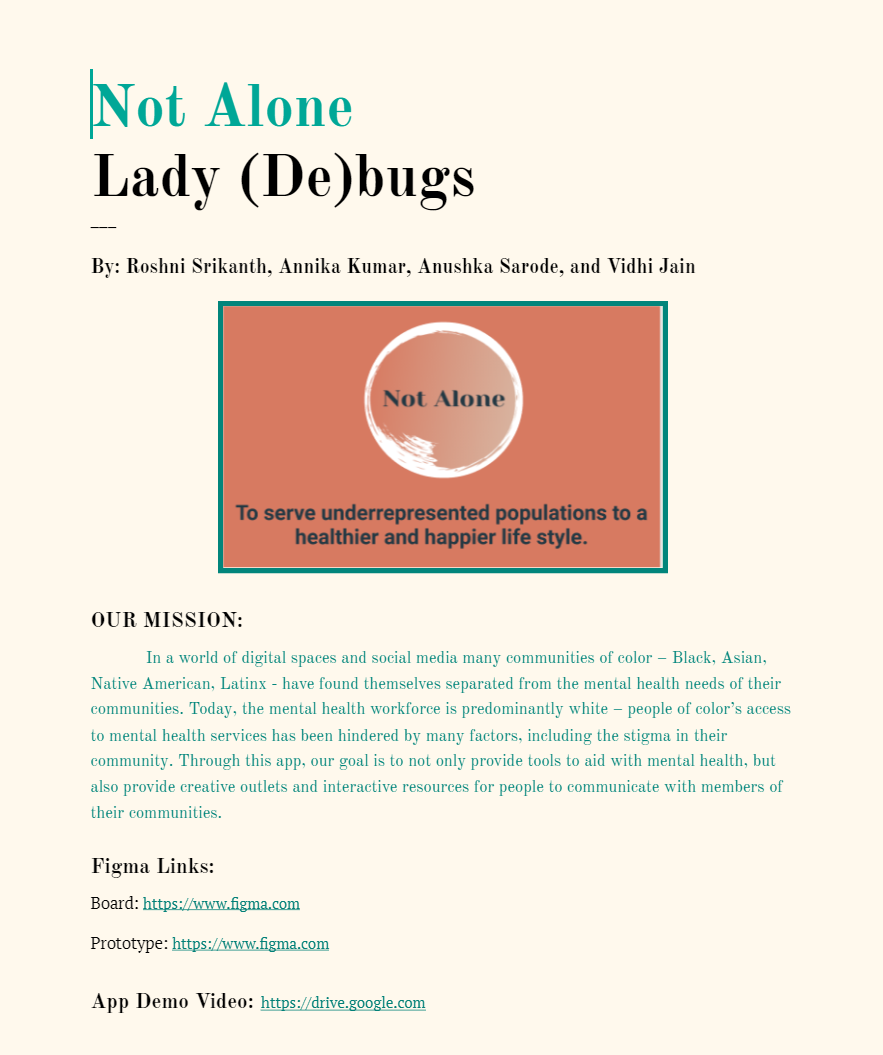 Not Alone
Lady (De)bugs
By: Roshni Srikanth, Annika Kumar, Anushka Sarode, and Vidhi Jain
Not Alone
To serve underrepresented populations to a
healthier and happier life style.
OUR MISSION:
In a world of digital spaces and social media many communities of color – Black, Asian,
Native American, Latinx - have found themselves separated from the mental health needs of their
communities. Today, the mental health workforce is predominantly white – people of color’s access
to mental health services has been hindered by many factors, including the stigma in their
community. Through this app, our goal is to not only provide tools to aid with mental health, but
also provide creative outlets and interactive resources for people to communicate with members of
their communities.
Figma Links:
Board: https://www.figma.com
Prototype: https://www.figma.com
App Demo Video: https://drive.google.com